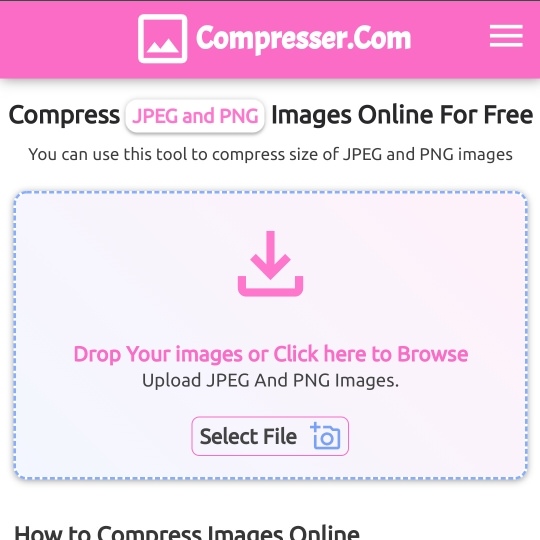 Compresser.Com
Compress JPEG and PNG Images Online For Free
You can use this tool to compress size of JPEG and PNG images
Drop Your images or Click here to Browse
Upload JPEG And PNG Images.
Select File
How to Compress Images Online